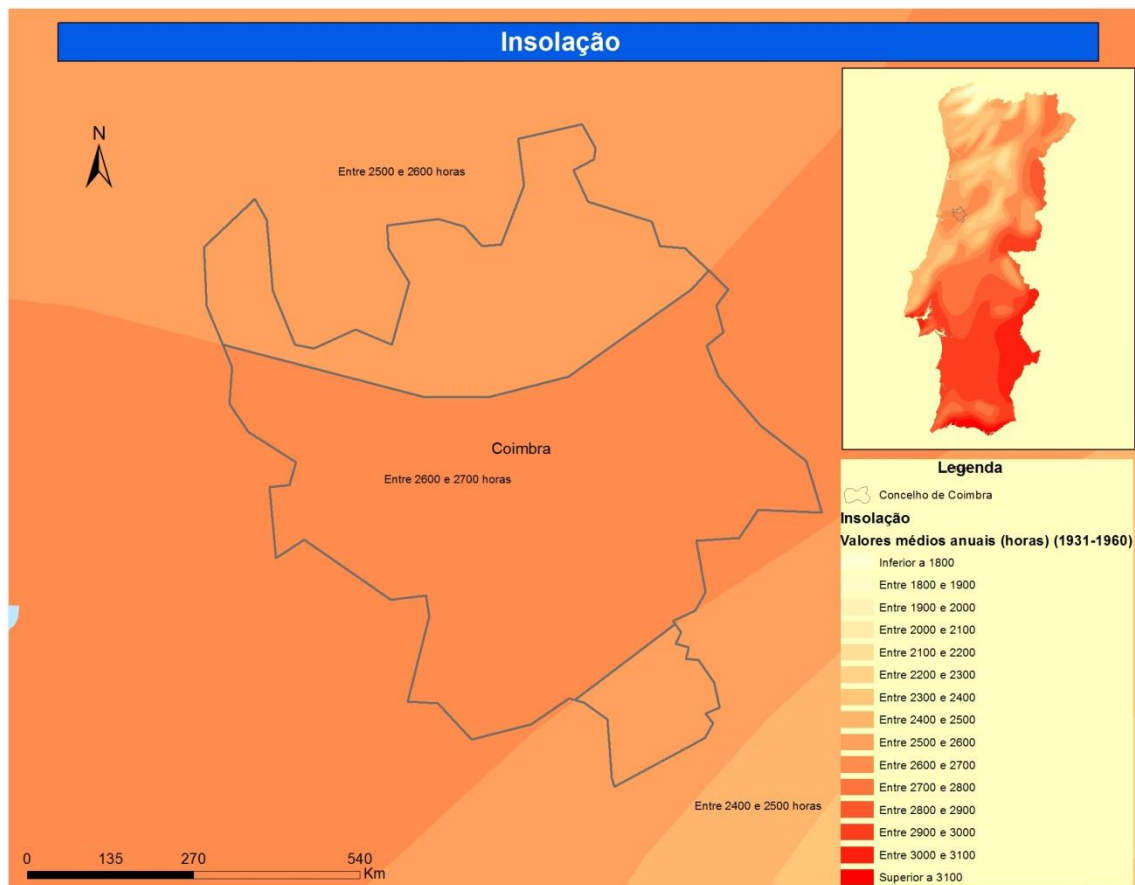 Insolação
N
Entre 2500 e 2600 horas
Coimbra
Entre 2600 e 2700 horas
Entre 2400 e 2500 horas
0 135 270 540
Km
Legenda
Concelho de Coimbra
Insolação
Valores médios anuais (horas) (1931-1960)
Inferior a 1800
Entre 1800 e 1900
Entre 1900 e 2000
Entre 2000 e 2100
Entre 2100 e 2200
Entre 2200 e 2300
Entre 2300 e 2400
Entre 2400 e 2500
Entre 2500 e 2600
Entre 2600 e 2700
Entre 2700 e 2800
Entre 2800 e 2900
Entre 2900 e 3000
Entre 3000 e 3100
Superior a 3100